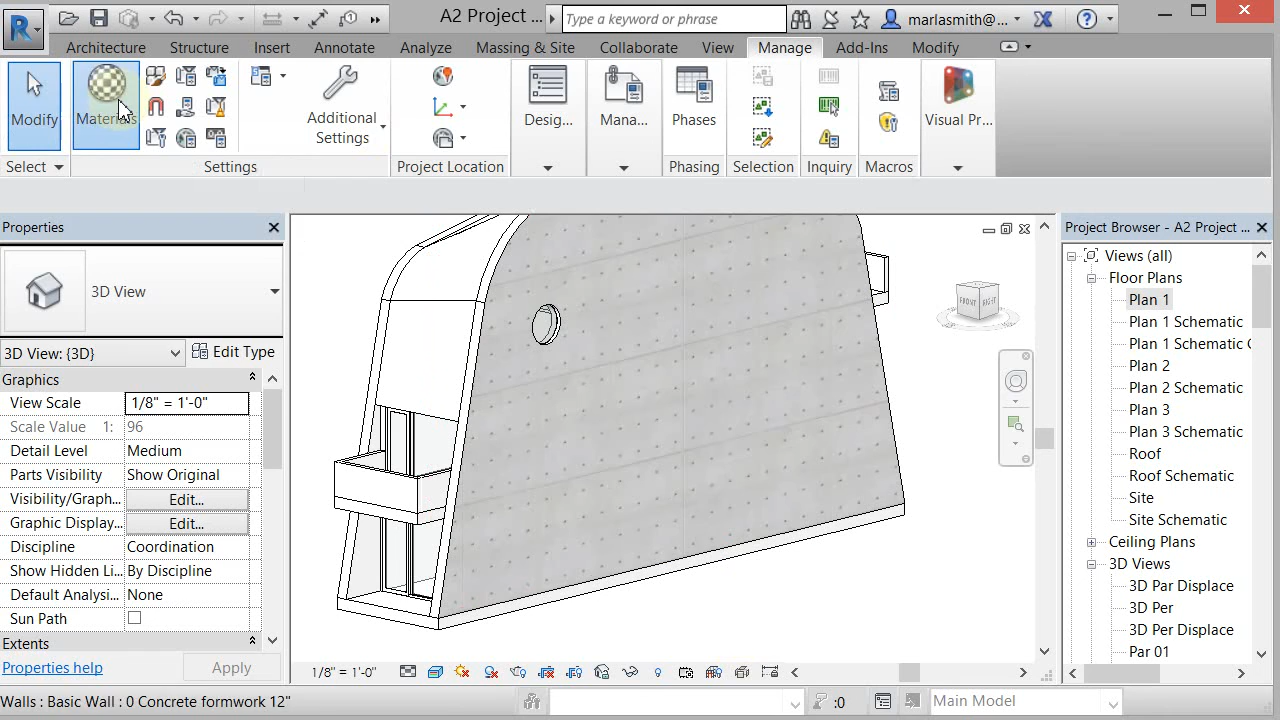 A2 Project ...
Type a keyword or phrase
marlasmith@...
Architecture Structure Insert Annotate Analyze Massing & Site Collaborate View Manage Add-Ins Modify
Modify
Materials
Additional Settings
Desig...
Mana...
Phases
Visual Pr...
Select Settings Project Location Phasing Selection Inquiry Macros
Properties
3D View
3D View: {3D} Edit Type
Graphics
View Scale 1/8" = 1'-0"
Scale Value 1: 96
Detail Level Medium
Parts Visibility Show Original
Visibility/Graph... Edit...
Graphic Display... Edit...
Discipline Coordination
Show Hidden Li... By Discipline
Default Analysi... None
Sun Path
Extents
Properties help Apply
FRONT RIGHT
1/8" = 1'-0"
Project Browser - A2 Project ...
Views (all)
Floor Plans
Plan 1
Plan 1 Schematic
Plan 1 Schematic C
Plan 2
Plan 2 Schematic
Plan 3
Plan 3 Schematic
Roof
Roof Schematic
Site
Site Schematic
Ceiling Plans
3D Views
3D Par Displace
3D Per
3D Per Displace
Par 01
Walls : Basic Wall : 0 Concrete formwork 12"
:0
Main Model